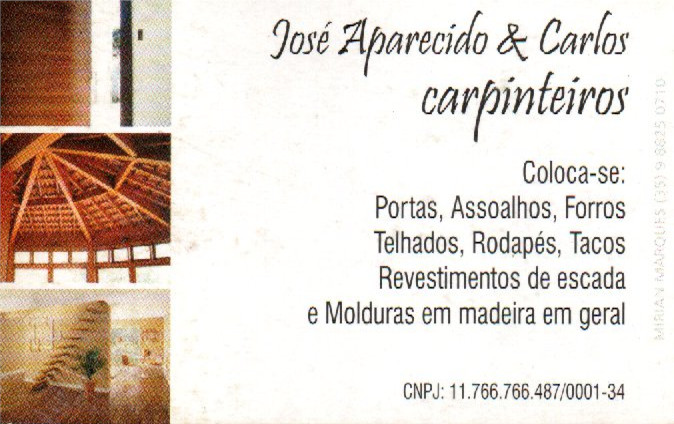 José Aparecido & Carlos
carpinteiros
Coloca-se:
Portas, Assoalhos, Forros
Telhados, Rodapés, Tacos
Revestimentos de escada
e Molduras em madeira em geral
CNPJ: 11.766.766.487/0001-34
MIRIAN MARQUES (35) 9 8825 0710